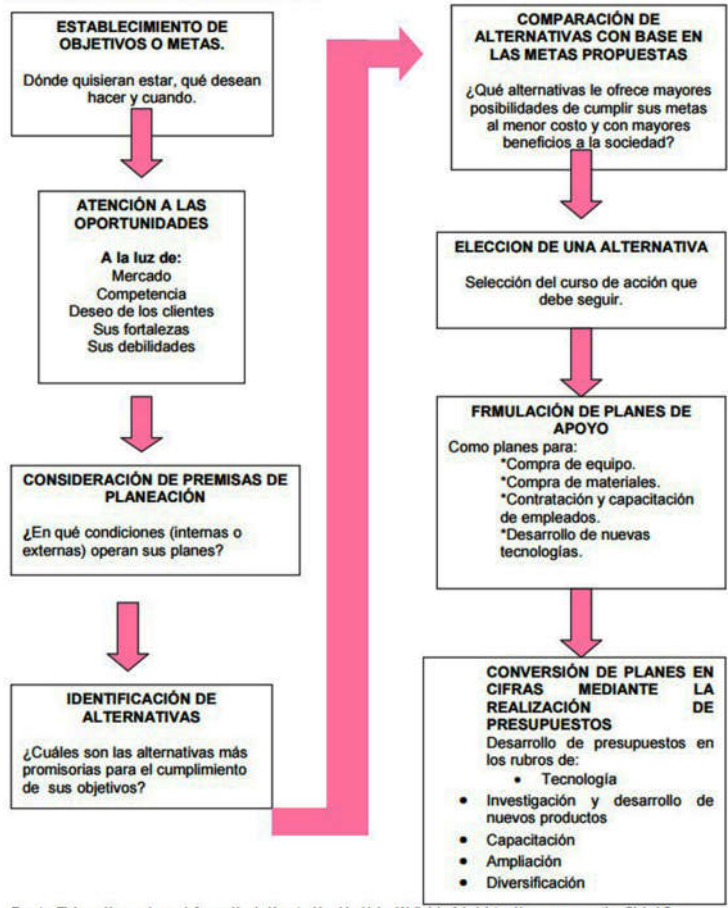 ESTABLECIMIENTO DE
OBJETIVOS O METAS.
Dónde quisieran estar, qué desean
hacer y cuando.
ATENCIÓN A LAS
OPORTUNIDADES
A la luz de:
Mercado
Competencia
Deseo de los clientes
Sus fortalezas
Sus debilidades
CONSIDERACIÓN DE PREMISAS DE
PLANEACIÓN
¿En qué condiciones (internas o
externas) operan sus planes?
IDENTIFICACIÓN DE
ALTERNATIVAS
¿Cuáles son las alternativas más
promisorias para el cumplimiento
de sus objetivos?
COMPARACIÓN DE
ALTERNATIVAS CON BASE EN
LAS METAS PROPUESTAS
¿Qué alternativas le ofrece mayores
posibilidades de cumplir sus metas
al menor costo y con mayores
beneficios a la sociedad?
ELECCION DE UNA ALTERNATIVA
Selección del curso de acción que
debe seguir.
FRMULACIÓN DE PLANES DE
APOYO
Como planes para:
*Compra de equipo.
*Compra de materiales.
*Contratación y capacitación
de empleados.
*Desarrollo de nuevas
tecnologías.
CONVERSIÓN DE PLANES EN
CIFRAS MEDIANTE LA
REALIZACIÓN DE
PRESUPUESTOS
Desarrollo de presupuestos en
los rubros de:
• Tecnología
• Investigación y desarrollo de
nuevos productos
• Capacitación
• Ampliación
• Diversificación